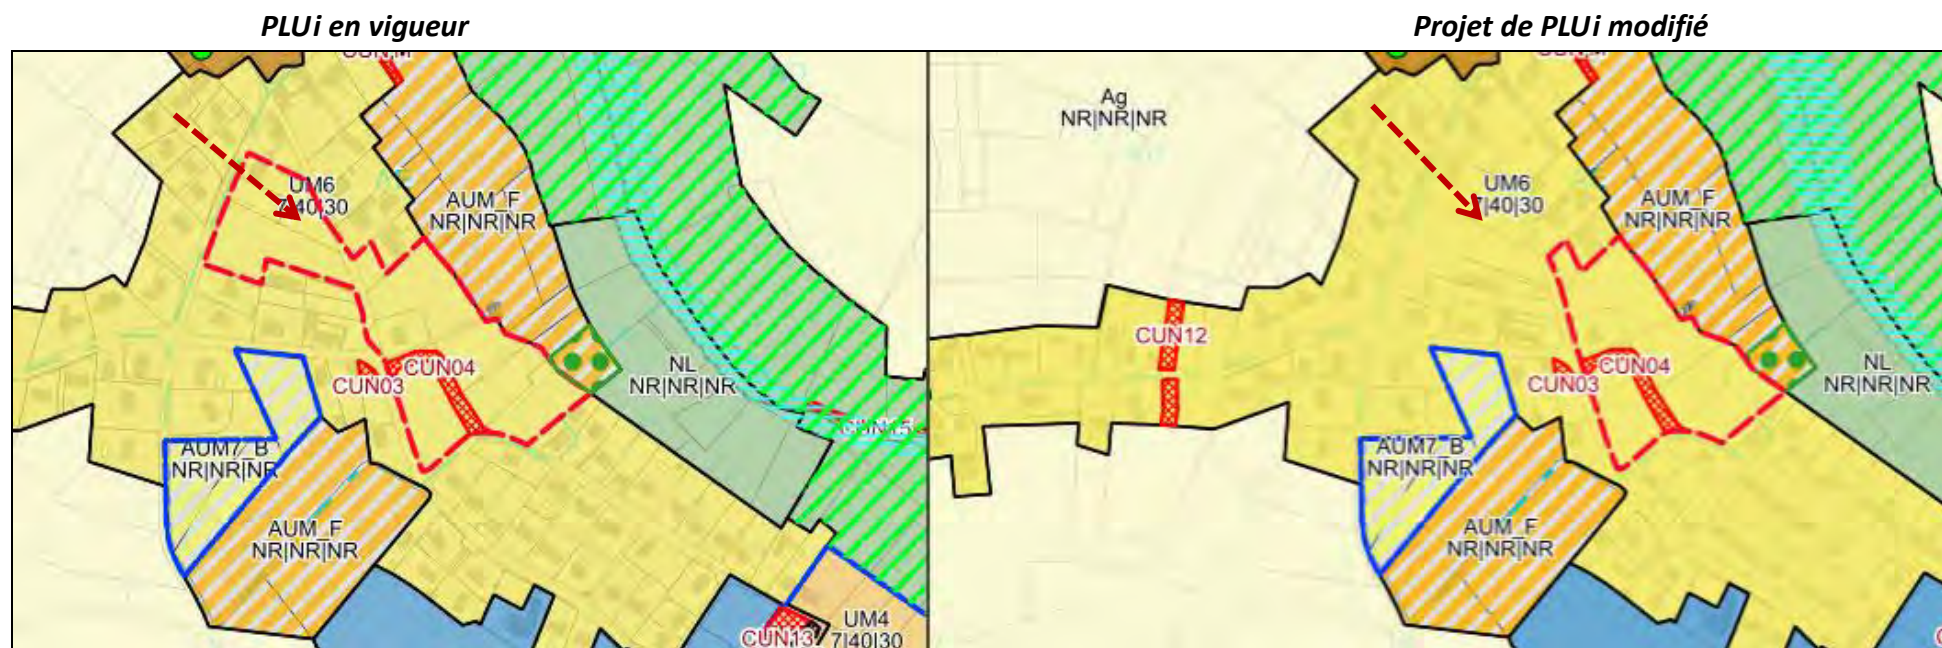 PLUi en vigueur
Projet de PLUi modifié
UM6
7|40|30
AUM_F
NR|NR|NR
CUN04
CUN03
NL
NR|NR|NR
AUM7_B
NR|NR|NR
AUM_F
NR|NR|NR
CUN13
UM4
7|40|30
Ag
NR|NR|NR
UM6
7|40|30
AUM_F
NR|NR|NR
CUN12
CUN04
CUN03
NL
NR|NR|NR
AUM7_B
NR|NR|NR
AUM_F
NR|NR|NR